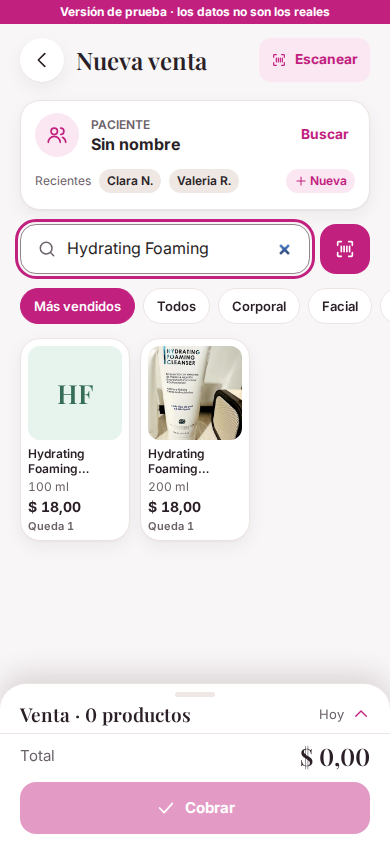 Versión de prueba · los datos no son los reales
Nueva venta
Escanear
PACIENTE
Sin nombre
Buscar
Recientes
Clara N.
Valeria R.
+ Nueva
Hydrating Foaming
Más vendidos
Todos
Corporal
Facial
HF
HYDRATING
FOAMING
CLEANSER
Hydrating
Foaming...
100 ml
$ 18,00
Queda 1
Hydrating
Foaming...
200 ml
$ 18,00
Queda 1
Venta · 0 productos
Hoy
Total
$ 0,00
Cobrar